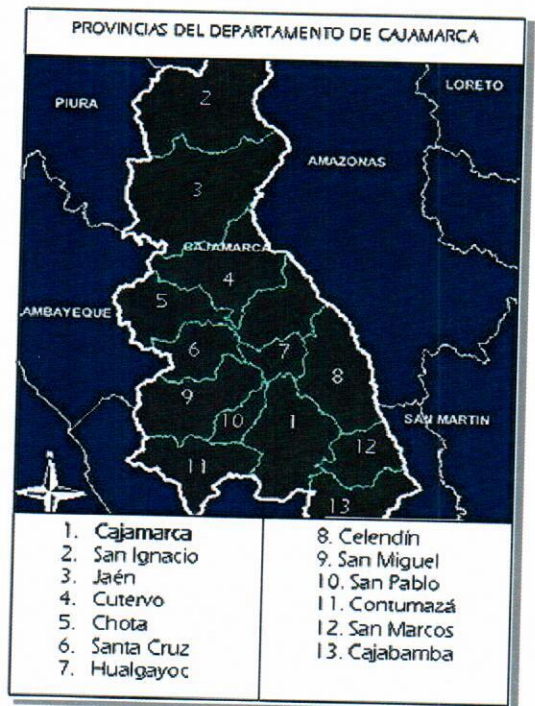 PROVINCIAS DEL DEPARTAMENTO DE CAJAMARCA
PIURA
2
LORETO
AMAZONAS
3
CAJAMARCA
4
5
AMBAYEQUE
6
7
8
9
10
1
SAN MARTIN
12
11
13
N
1. Cajamarca
2. San Ignacio
3. Jaén
4. Cutervo
5. Chota
6. Santa Cruz
7. Hualgayoc
8. Celendín
9. San Miguel
10. San Pablo
11. Contumazá
12. San Marcos
13. Cajabamba